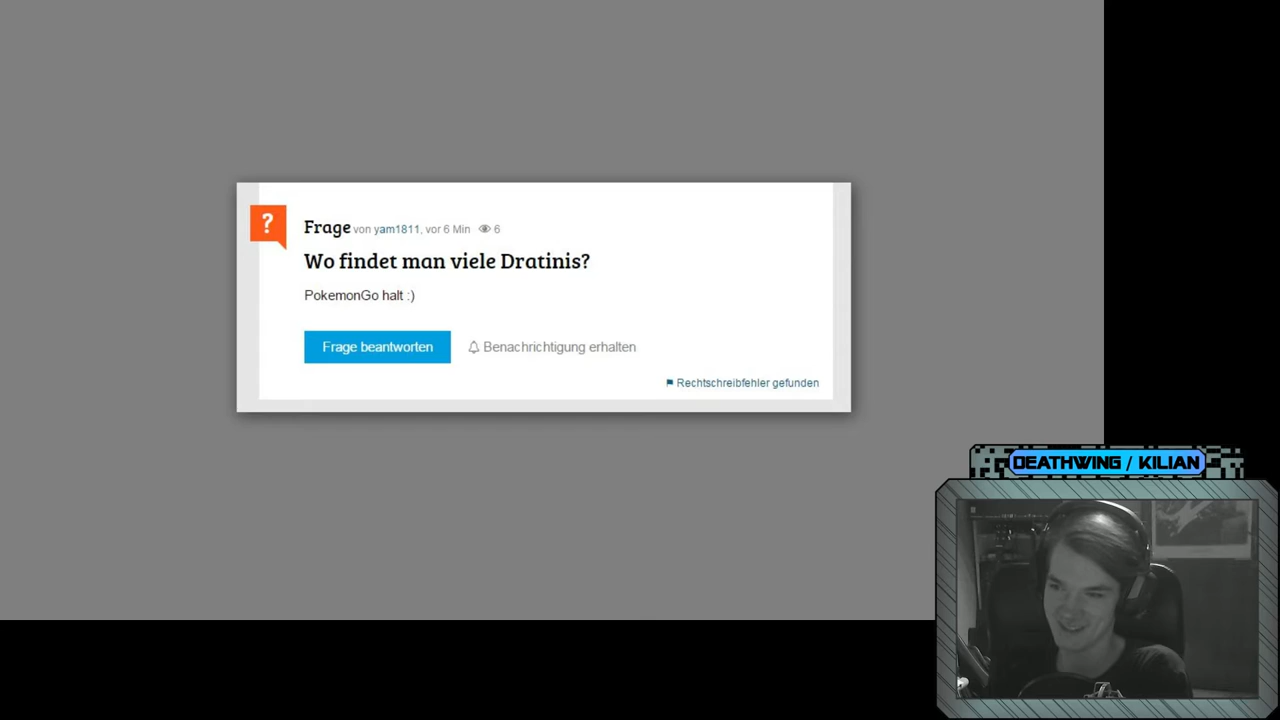 ?
Frage von yam1811, vor 6 Min 6
Wo findet man viele Dratinis?
PokemonGo halt :)
Frage beantworten Benachrichtigung erhalten
Rechtschreibfehler gefunden
DEATHWING / KILIAN